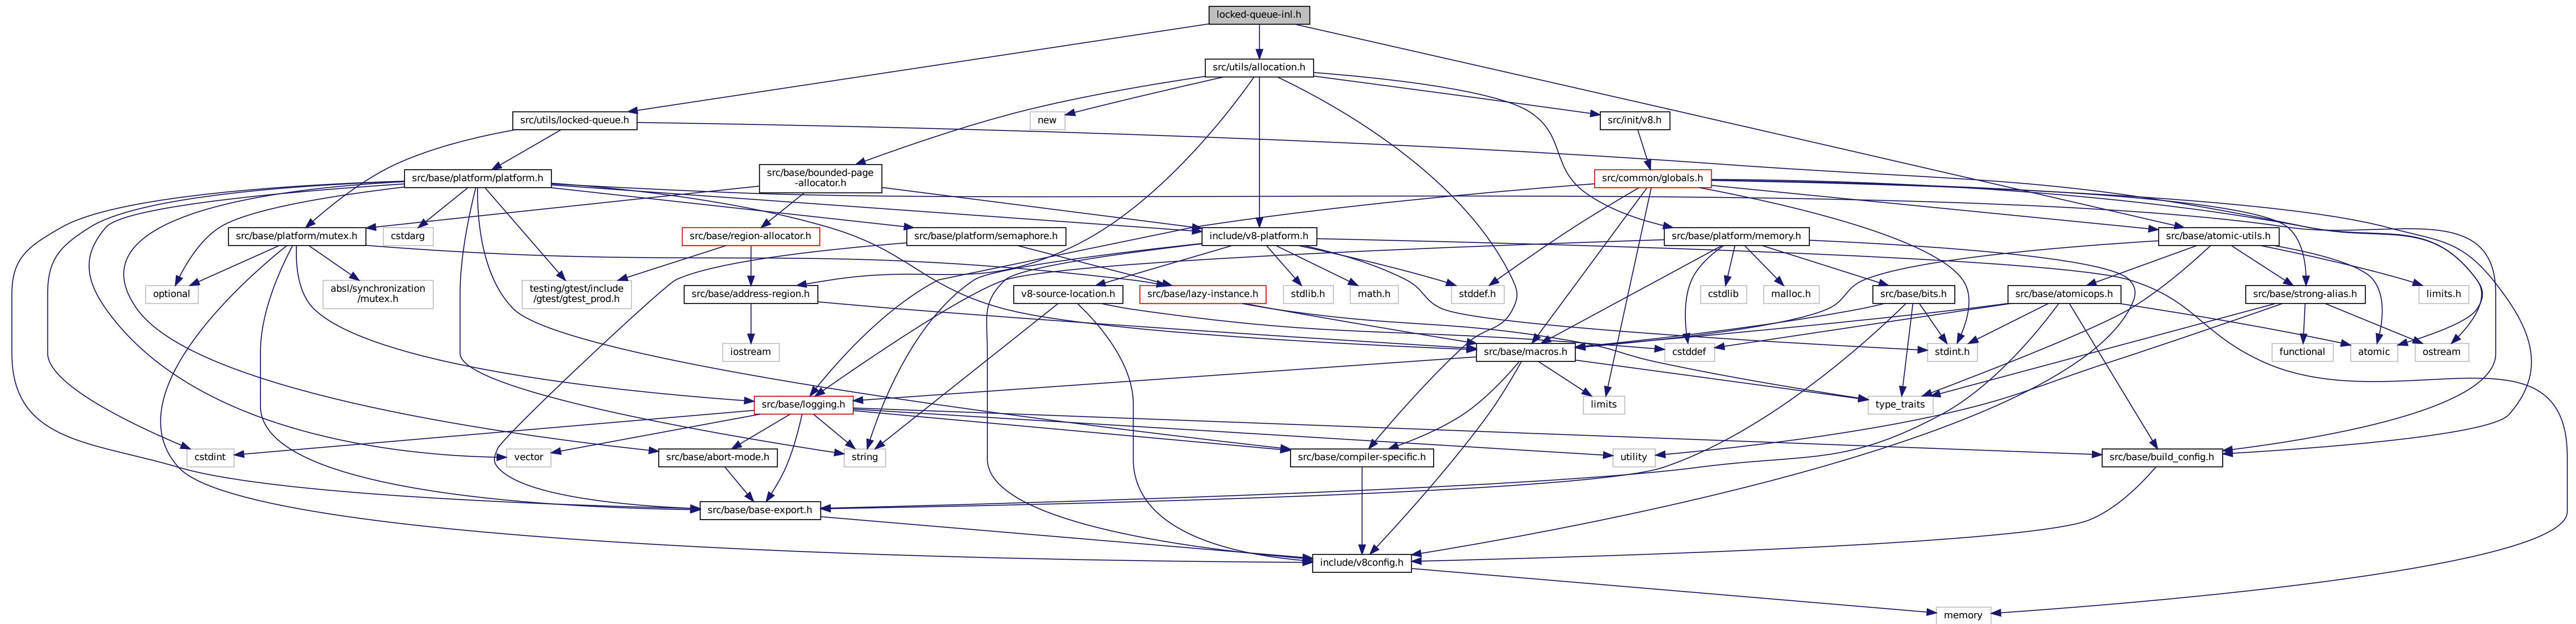 locked-queue-inl.h
src/utils/allocation.h
src/utils/locked-queue.h
new
src/init/v8.h
src/base/platform/platform.h
src/base/bounded-page
-allocator.h
src/common/globals.h
src/base/platform/mutex.h
cstdarg
src/base/region-allocator.h
src/base/platform/semaphore.h
include/v8-platform.h
src/base/platform/memory.h
src/base/atomic-utils.h
optional
absl/synchronization
/mutex.h
testing/gtest/include
/gtest/gtest_prod.h
src/base/address-region.h
v8-source-location.h
src/base/lazy-instance.h
stdlib.h
math.h
stddef.h
cstdlib
malloc.h
src/base/bits.h
src/base/atomicops.h
src/base/strong-alias.h
limits.h
iostream
src/base/macros.h
cstddef
stdint.h
functional
atomic
ostream
src/base/logging.h
limits
type_traits
cstdint
vector
src/base/abort-mode.h
string
src/base/compiler-specific.h
utility
src/base/build_config.h
src/base/base-export.h
include/v8config.h
memory